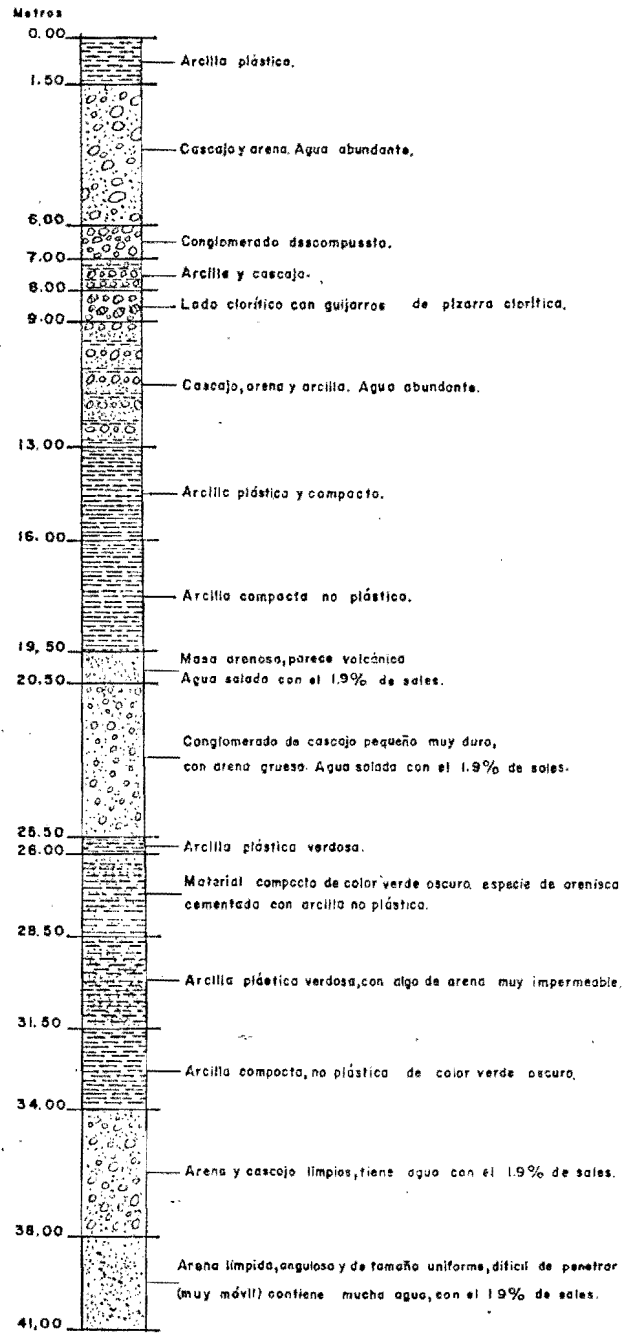 Metros
0.00
Arcilla plástica.
1.50
Cascajo y arena. Agua abundante.
6.00
Conglomerado descompuesto.
7.00
Arcilla y cascajo.
8.00
Lodo clorítico con guijarros de pizarra clorítica.
9.00
Cascajo, arena y arcilla. Agua abundante.
13.00
Arcilla plástica y compacta.
16.00
Arcilla compacta no plástica.
19,50
Masa arenosa, parece volcánica
Agua salada con el 1.9% de sales.
20.50
Conglomerado de cascajo pequeño muy duro,
con arena gruesa. Agua salada con el 1.9% de sales.
25.50
Arcilla plástica verdosa.
26.00
Material compacto de color verde oscuro, especie de arenisca
cementada con arcilla no plástica.
28.50
Arcilla plástica verdosa, con algo de arena muy impermeable.
31.50
Arcilla compacta, no plástica de color verde oscuro.
34.00
Arena y cascajo limpios, tiene agua con el 1.9% de sales.
38.00
Arena límpida, angulosa y de tamaño uniforme, dificil de penetrar
(muy móvil) contiene mucha agua, con el 1.9% de sales.
41,00